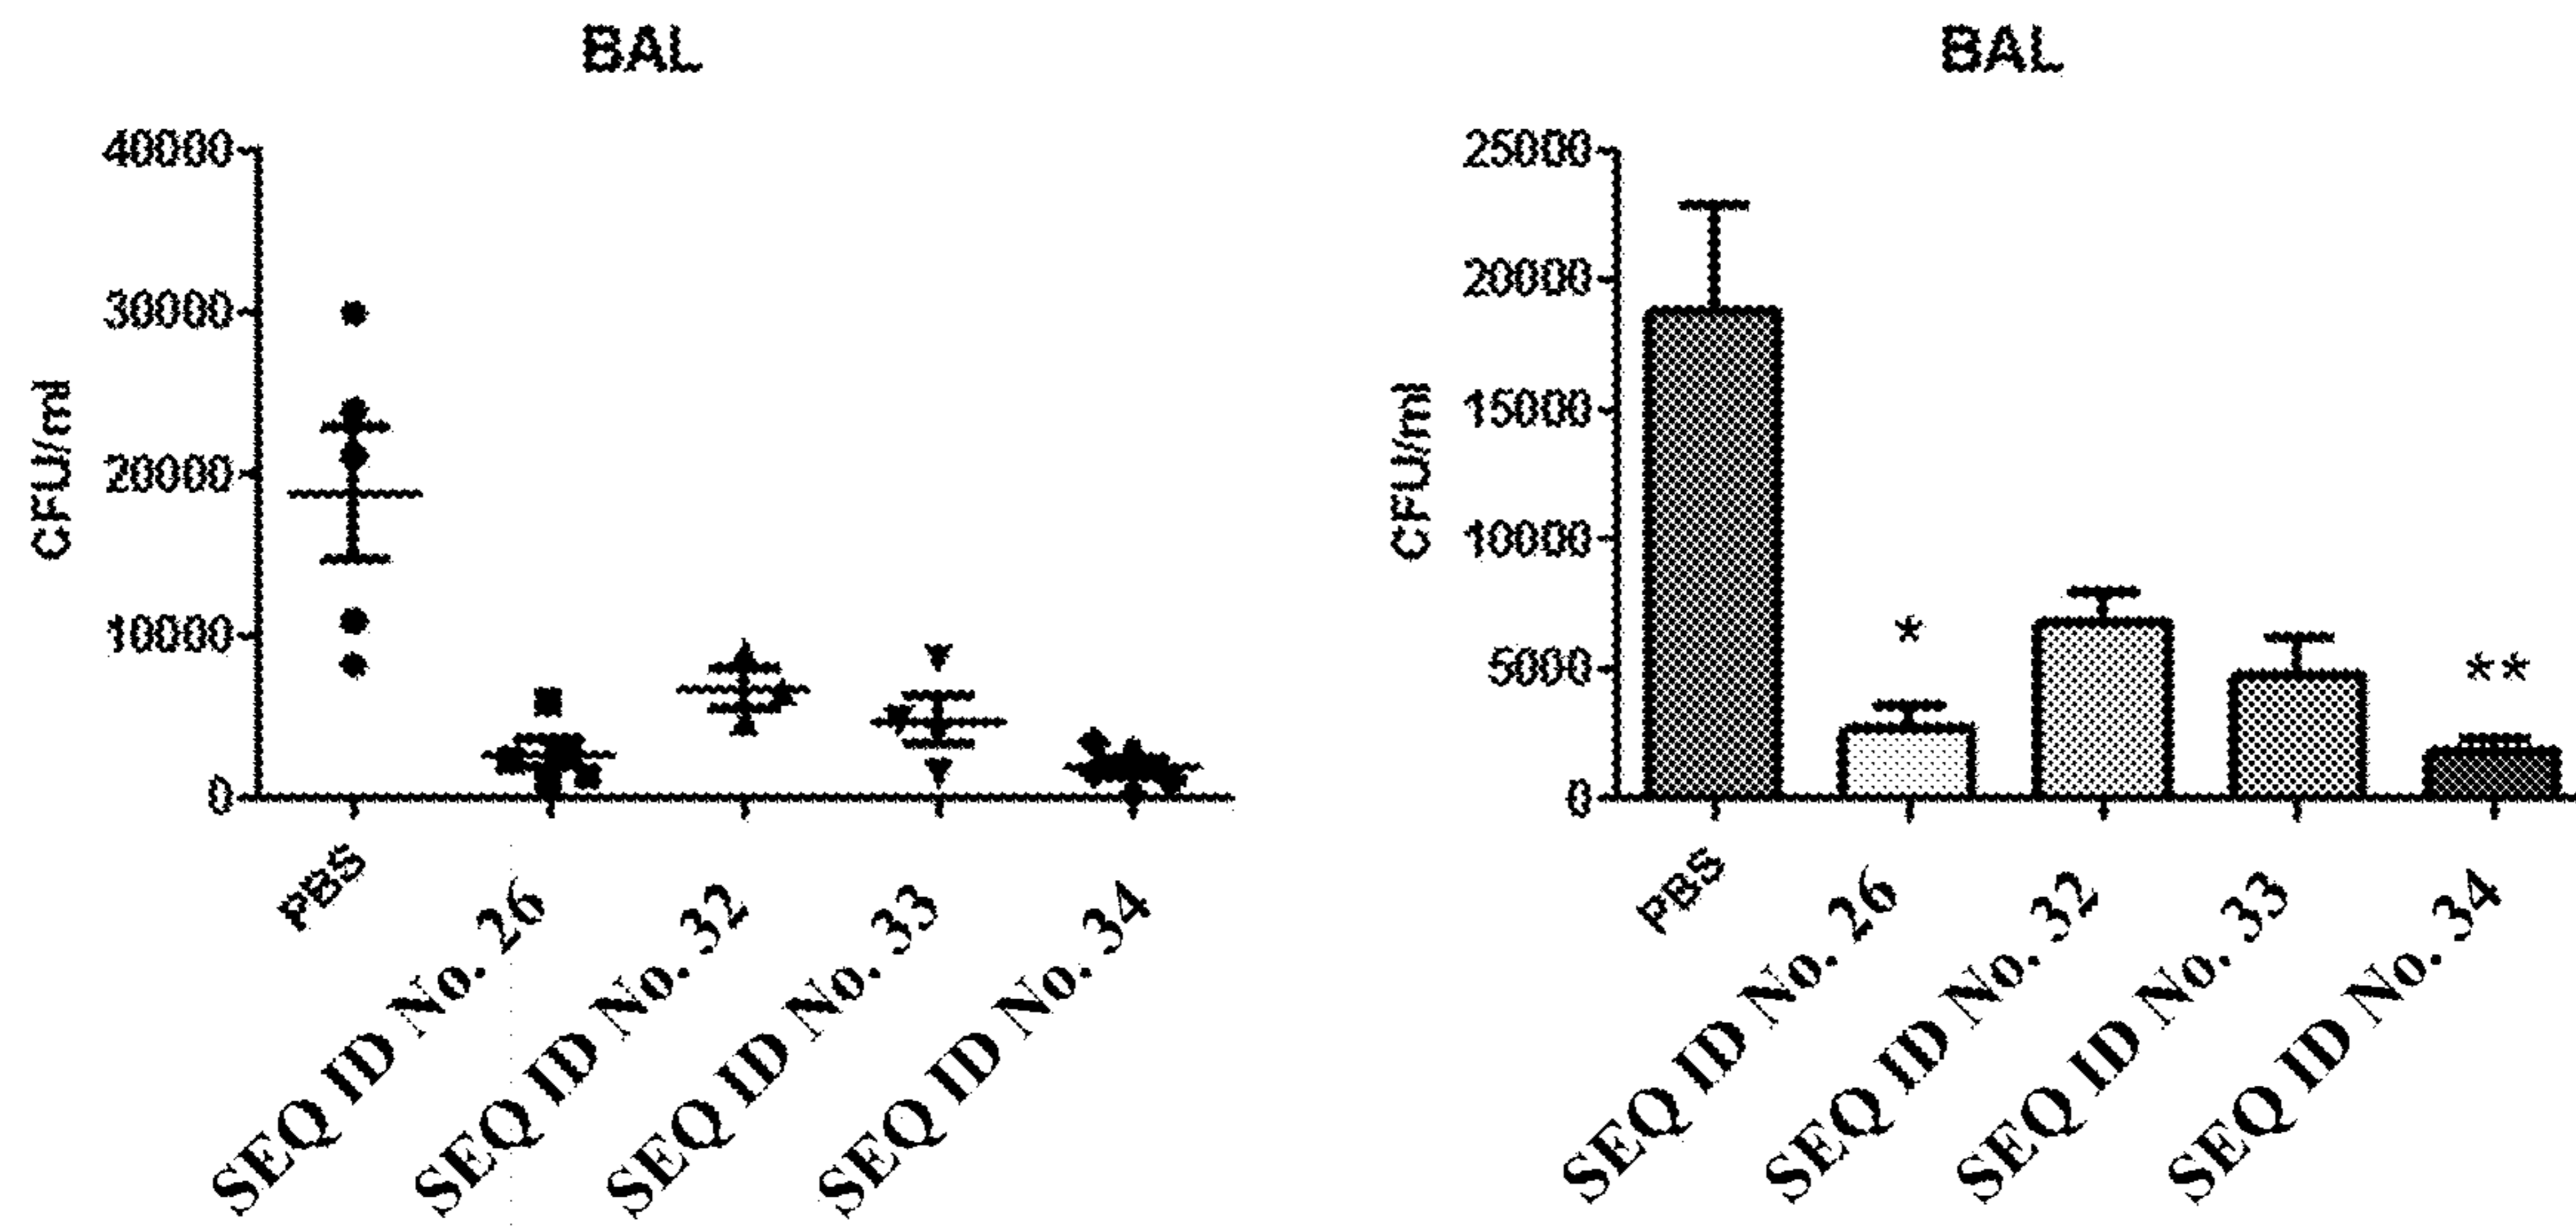 BAL
40000
30000
20000
10000
0
CFU/ml
PBS
SEQ ID No. 26
SEQ ID No. 32
SEQ ID No. 33
SEQ ID No. 34
BAL
25000
20000
15000
10000
5000
0
CFU/ml
*
**
PBS
SEQ ID No. 26
SEQ ID No. 32
SEQ ID No. 33
SEQ ID No. 34